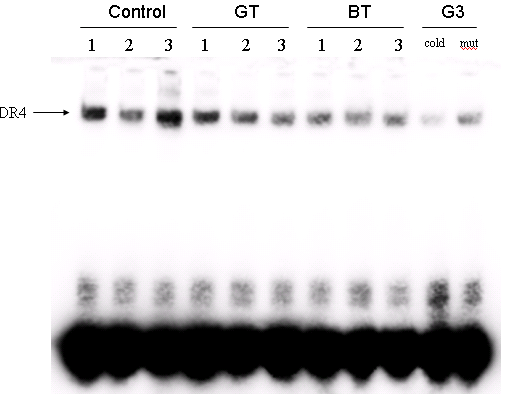 Control GT BT G3
1 2 3 1 2 3 1 2 3 cold mut
DR4